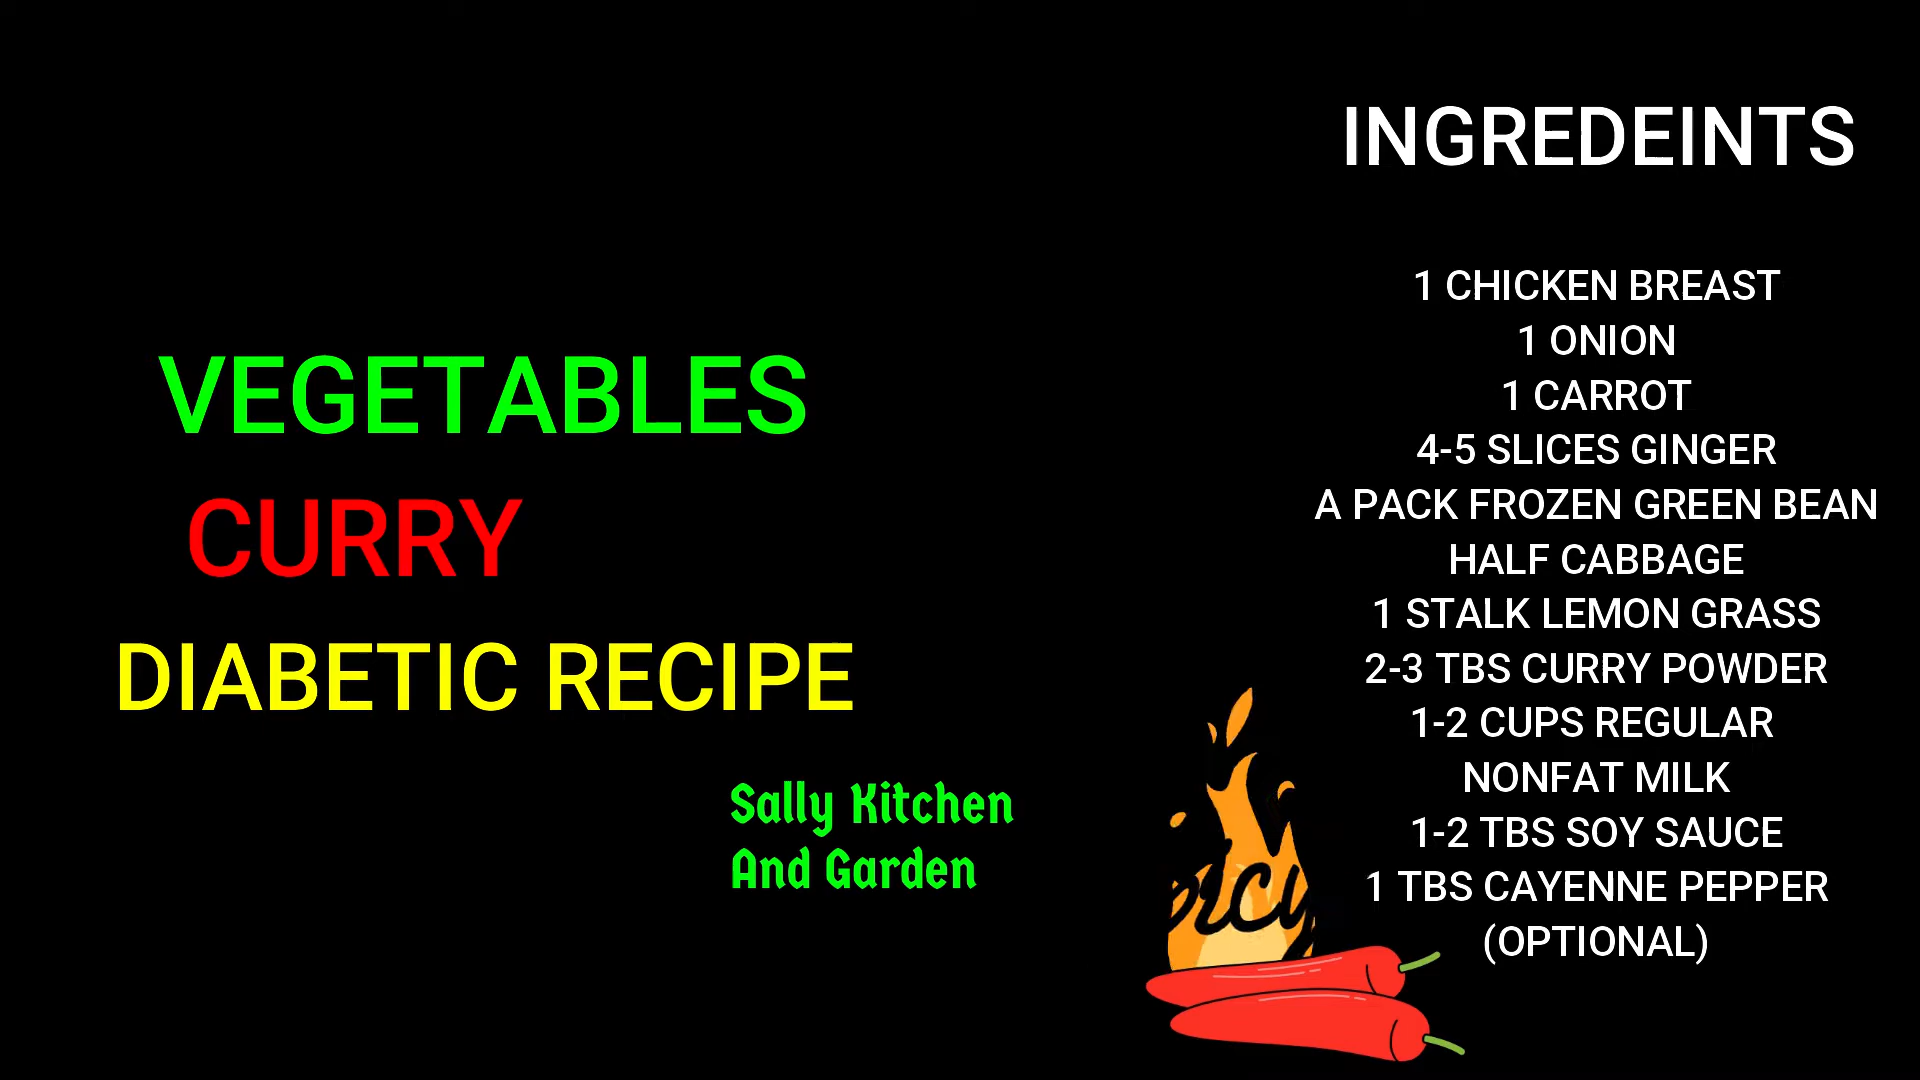 VEGETABLES
CURRY
DIABETIC RECIPE
Sally Kitchen
And Garden
INGREDEINTS
1 CHICKEN BREAST
1 ONION
1 CARROT
4-5 SLICES GINGER
A PACK FROZEN GREEN BEAN
HALF CABBAGE
1 STALK LEMON GRASS
2-3 TBS CURRY POWDER
1-2 CUPS REGULAR
NONFAT MILK
1-2 TBS SOY SAUCE
1 TBS CAYENNE PEPPER
(OPTIONAL)